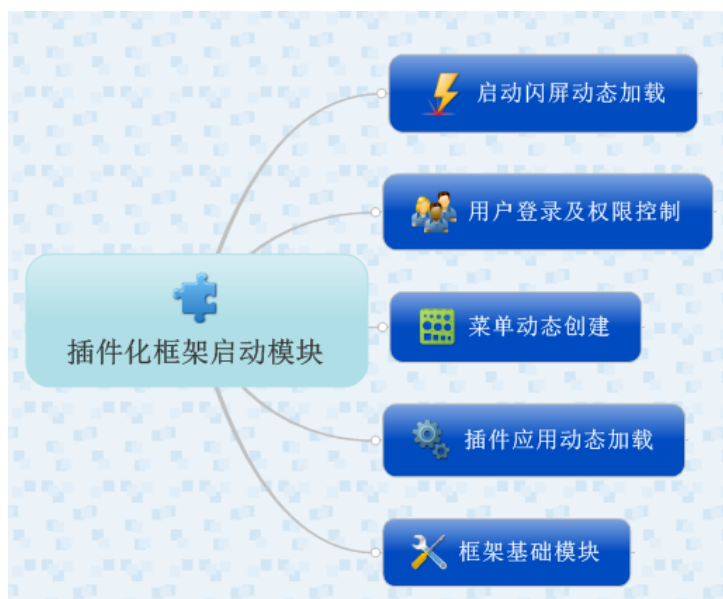 启动闪屏动态加载
用户登录及权限控制
插件化框架启动模块
菜单动态创建
插件应用动态加载
框架基础模块